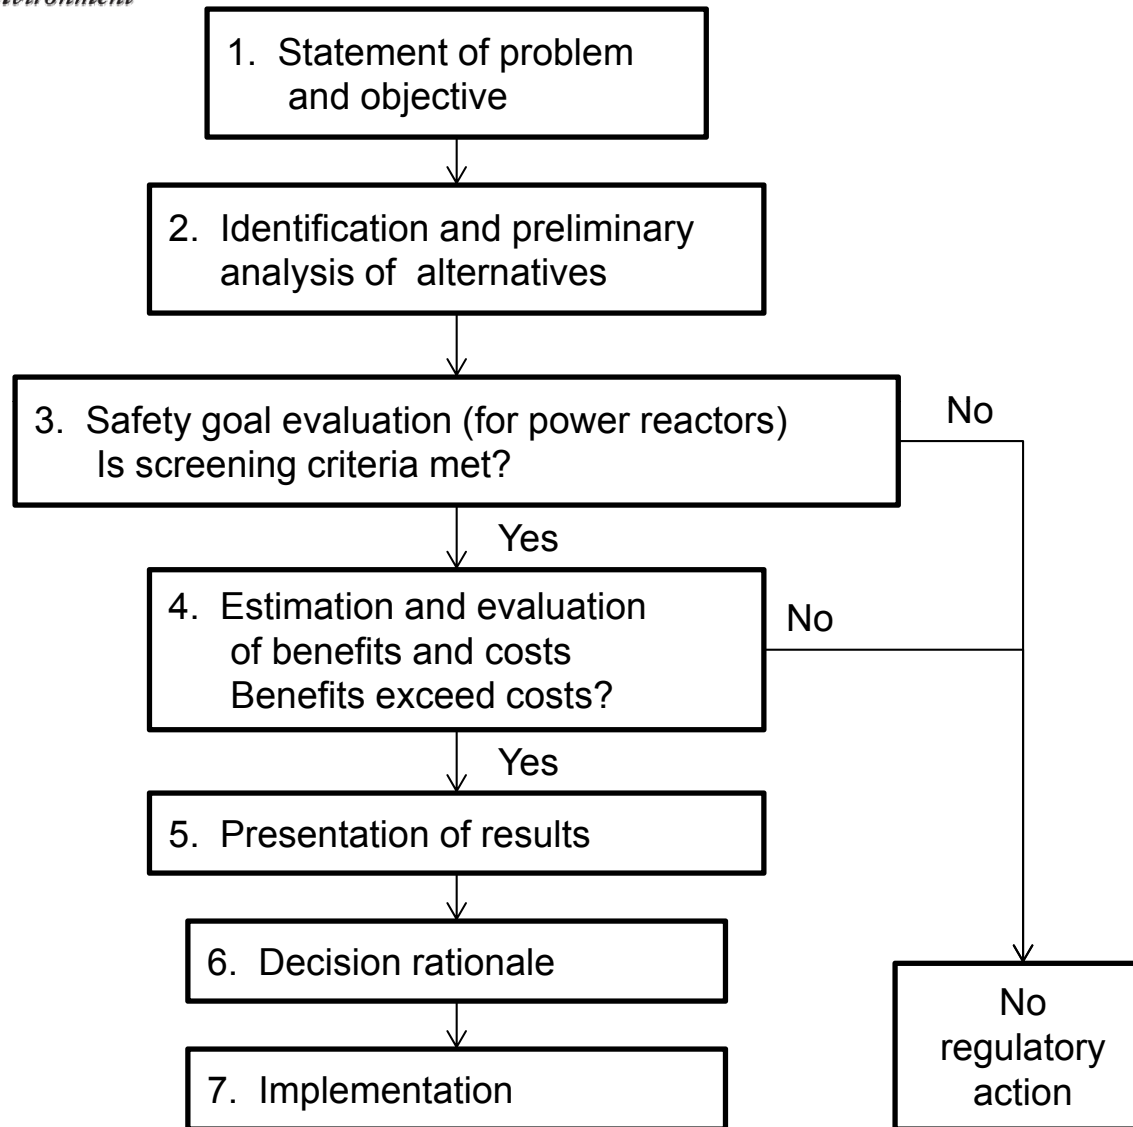 1. Statement of problem
and objective
2. Identification and preliminary
analysis of alternatives
3. Safety goal evaluation (for power reactors)
Is screening criteria met?
No
Yes
4. Estimation and evaluation
of benefits and costs
Benefits exceed costs?
No
Yes
5. Presentation of results
6. Decision rationale
7. Implementation
No
regulatory
action